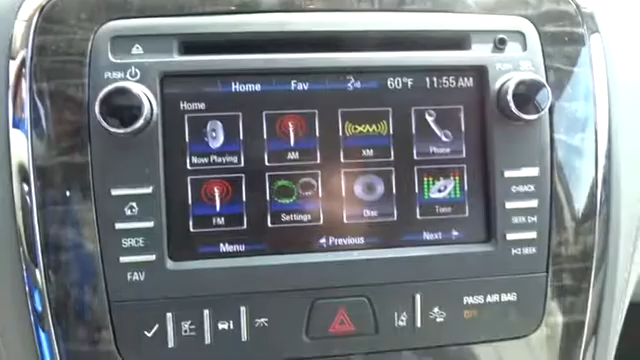 PUSH
Home Fav 60°F 11:55 AM
Home
Now Playing AM XM Phone
FM Settings Disc Tone
Menu Previous Next
SRCE
FAV
BACK
SEEK
SEEK
PASS AIR BAG
OFF